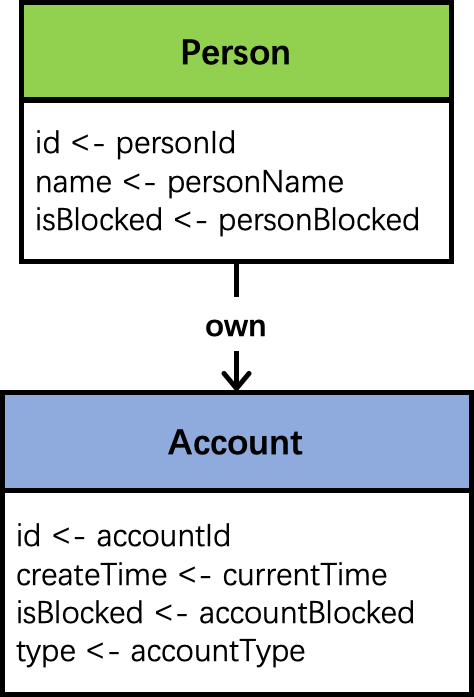 Person
id <- personId
name <- personName
isBlocked <- personBlocked
own
Account
id <- accountId
createTime <- currentTime
isBlocked <- accountBlocked
type <- accountType